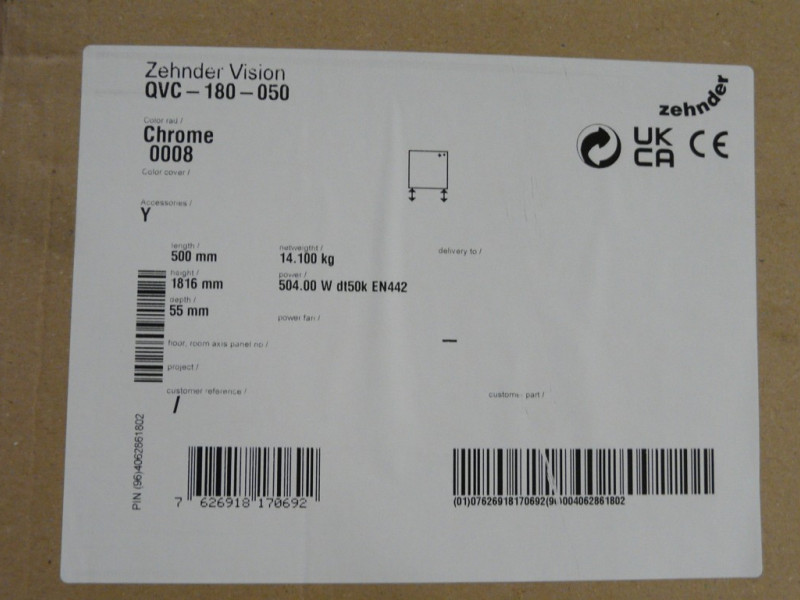 Zehnder Vision
QVC-180-050
zehnder
Color rad /
Chrome
0008
UK
CA
CE
Color cover /
Accessories /
Y
length /
500 mm
netweigtht /
14.100 kg
delivery to /
height /
1816 mm
power /
504.00 W dt50k EN442
depth /
55 mm
power fan /
floor, room axis panel no /
project /
customer reference /
/
custom part /
PIN (96)4062861802
7 626918 170692
(01)07626918170692(96)004062861802